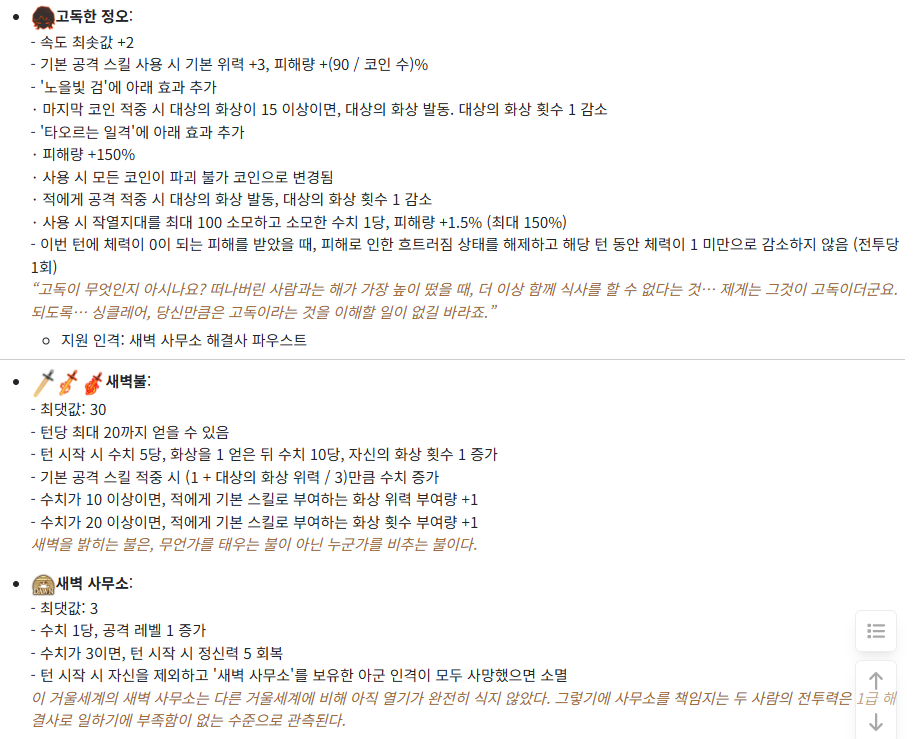 고독한 정오:
- 속도 최솟값 +2
- 기본 공격 스킬 사용 시 기본 위력 +3, 피해량 +(90 / 코인 수)%
- '노을빛 검'에 아래 효과 추가
· 마지막 코인 적중 시 대상의 화상이 15 이상이면, 대상의 화상 발동. 대상의 화상 횟수 1 감소
- '타오르는 일격'에 아래 효과 추가
· 피해량 +150%
· 사용 시 모든 코인이 파괴 불가 코인으로 변경됨
· 적에게 공격 적중 시 대상의 화상 발동, 대상의 화상 횟수 1 감소
· 사용 시 작열지대를 최대 100 소모하고 소모한 수치 1당, 피해량 +1.5% (최대 150%)
- 이번 턴에 체력이 0이 되는 피해를 받았을 때, 피해로 인한 흐트러짐 상태를 해제하고 해당 턴 동안 체력이 1 미만으로 감소하지 않음 (전투당
1회)
“고독이 무엇인지 아시나요? 떠나버린 사람과는 해가 가장 높이 떴을 때, 더 이상 함께 식사를 할 수 없다는 것… 제게는 그것이 고독이더군요.
되도록… 싱클레어, 당신만큼은 고독이라는 것을 이해할 일이 없길 바라죠.”
지원 인격: 새벽 사무소 해결사 파우스트
새벽불:
- 최댓값: 30
- 턴당 최대 20까지 얻을 수 있음
- 턴 시작 시 수치 5당, 화상을 1 얻은 뒤 수치 10당, 자신의 화상 횟수 1 증가
- 기본 공격 스킬 적중 시 (1 + 대상의 화상 위력 / 3)만큼 수치 증가
- 수치가 10 이상이면, 적에게 기본 스킬로 부여하는 화상 위력 부여량 +1
- 수치가 20 이상이면, 적에게 기본 스킬로 부여하는 화상 횟수 부여량 +1
새벽을 밝히는 불은, 무언가를 태우는 불이 아닌 누군가를 비추는 불이다.
새벽 사무소:
- 최댓값: 3
- 수치 1당, 공격 레벨 1 증가
- 수치가 3이면, 턴 시작 시 정신력 5 회복
- 턴 시작 시 자신을 제외하고 '새벽 사무소'를 보유한 아군 인격이 모두 사망했으면 소멸
이 거울세계의 새벽 사무소는 다른 거울세계에 비해 아직 열기가 완전히 식지 않았다. 그렇기에 사무소를 책임지는 두 사람의 전투력은 1급 해
결사로 일하기에 부족함이 없는 수준으로 관측된다.